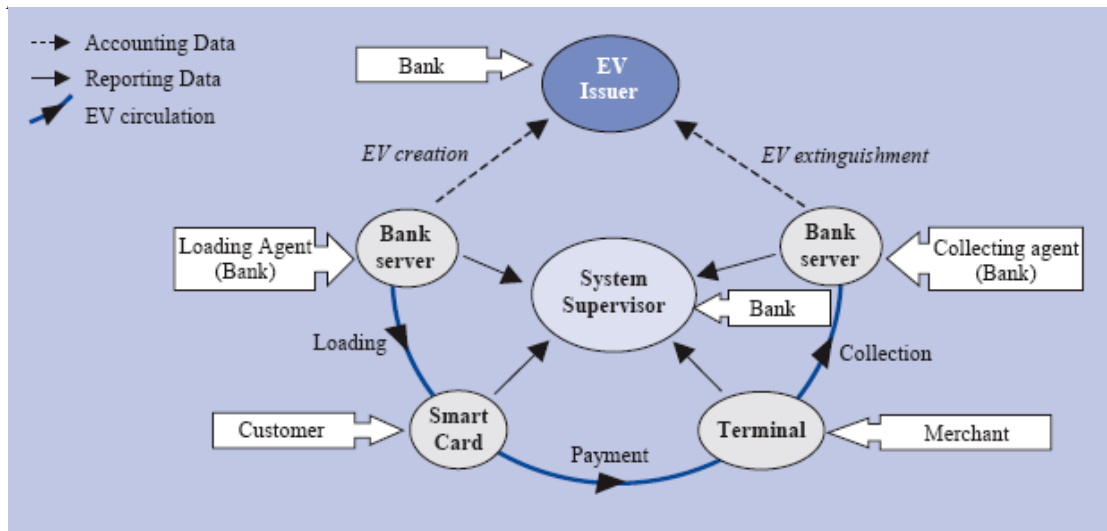 Accounting Data
Reporting Data
EV circulation
Bank
EV
Issuer
EV creation
EV extinguishment
Loading Agent
(Bank)
Bank
server
System
Supervisor
Bank
Bank
server
Collecting agent
(Bank)
Loading
Collection
Customer
Smart
Card
Payment
Terminal
Merchant